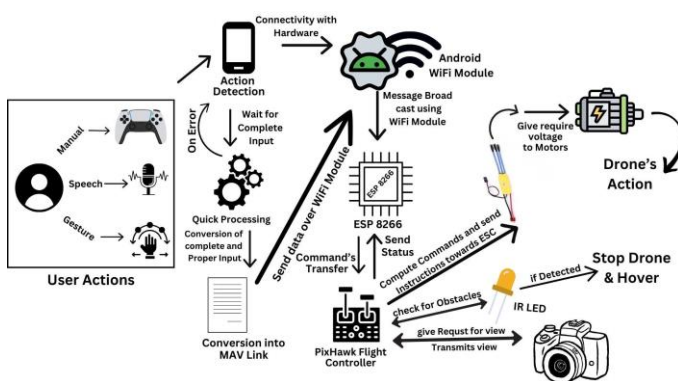 Connectivity with
Hardware
Action
Detection
Android
WiFi Module
Manual
Speech
Gesture
User Actions
On Error
Wait for
Complete
Input
Quick Processing
Conversion of
complete and
Proper Input
Conversion into
MAV Link
Send data over WiFi Module
Message Broad
cast using
WiFi Module
ESP 8266
ESP 8266
Command's
Transfer
Send
Status
PixHawk Flight
Controller
Compute Commands and send
Instructions towards ESC
Give require
voltage
to Motors
Drone's
Action
check for Obstacles
IR LED
if Detected
Stop Drone
& Hover
give Requst for view
Transmits view